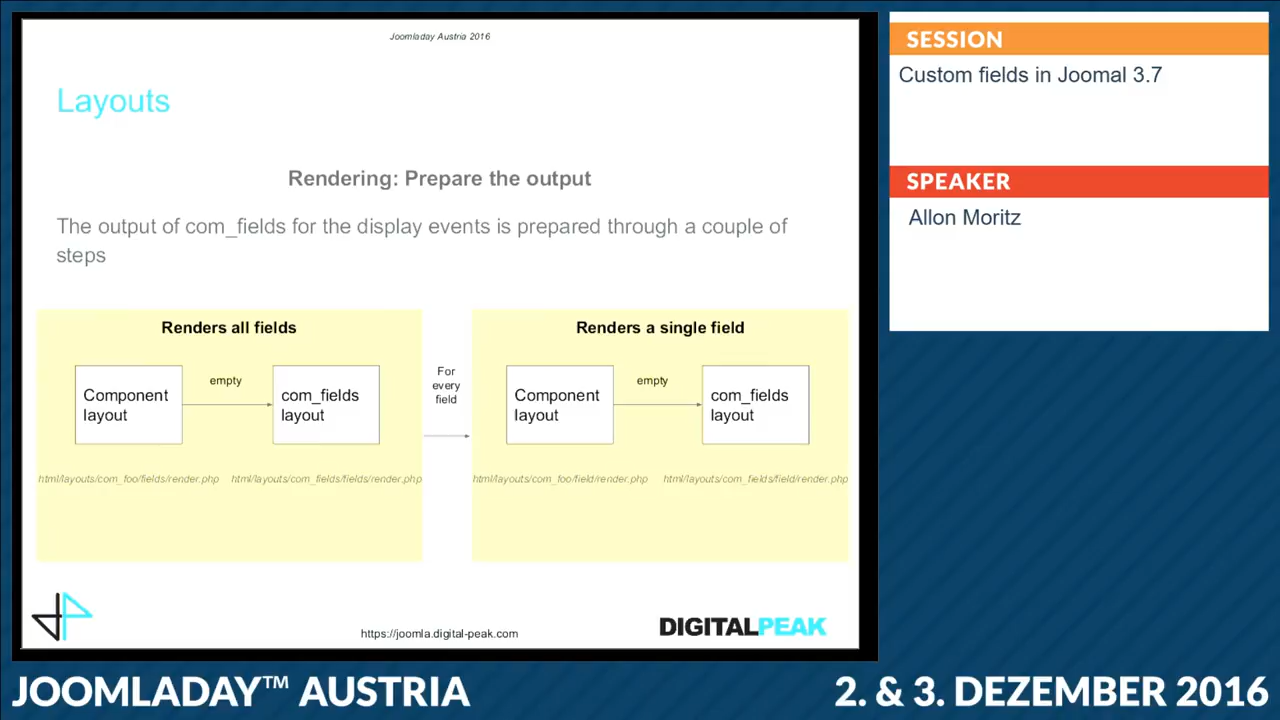 Joomladay Austria 2016
Layouts
Rendering: Prepare the output
The output of com_fields for the display events is prepared through a couple of
steps
Renders all fields
Component
layout
empty
com_fields
layout
html/layouts/com_foo/fields/render.php
html/layouts/com_fields/fields/render.php
For
every
field
Renders a single field
Component
layout
empty
com_fields
layout
html/layouts/com_foo/field/render.php
html/layouts/com_fields/field/render.php
https://joomla.digital-peak.com
DIGITALPEAK
SESSION
Custom fields in Joomal 3.7
SPEAKER
Allon Moritz
JOOMLADAY™ AUSTRIA
2. & 3. DEZEMBER 2016